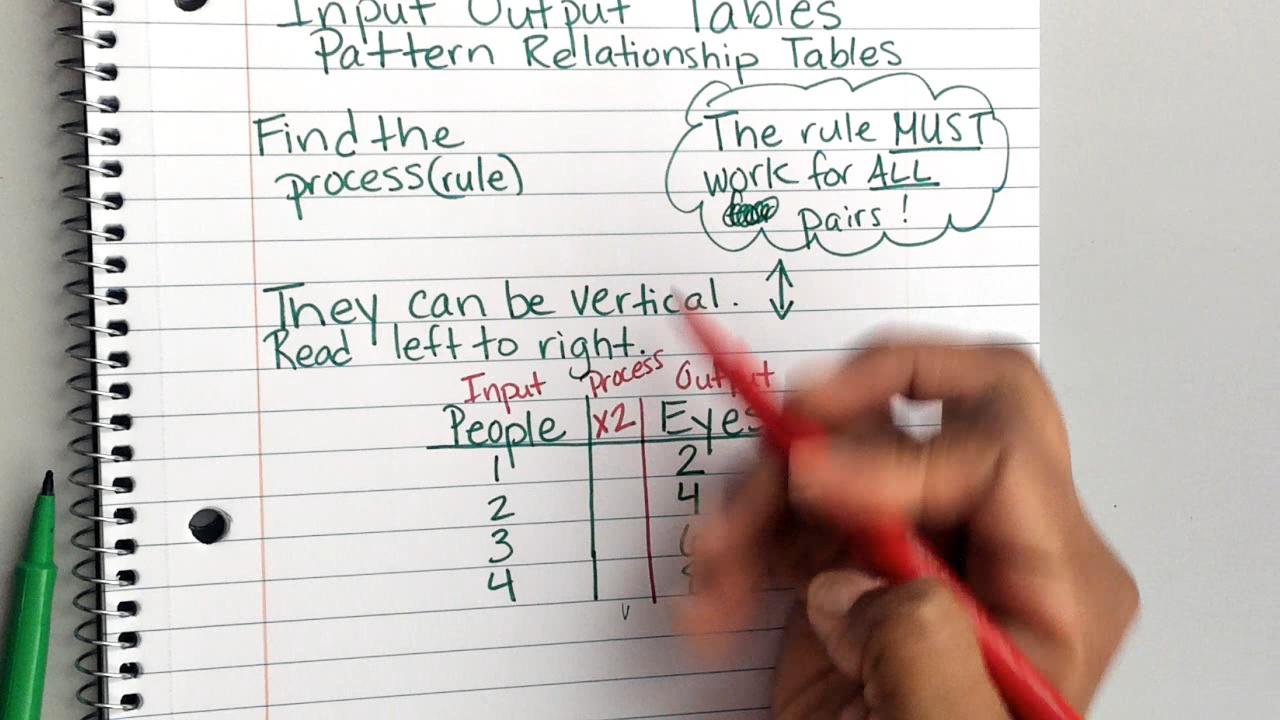 Input Output Tables
Pattern Relationship Tables
Find the
process(rule)
The rule MUST
work for ALL
pairs!
They can be vertical.
Read left to right.
Input Process Output
People x2 Eyes
1 2
2 4
3
4